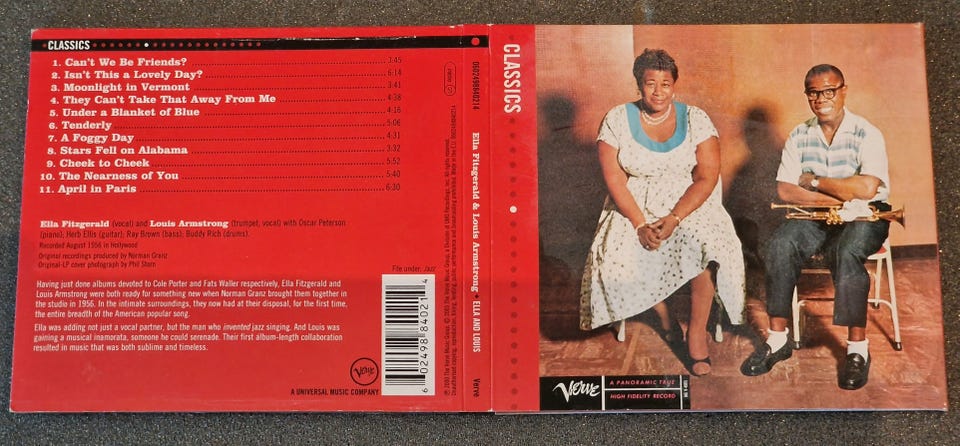 CLASSICS
1. Can't We Be Friends? 3:45
2. Isn't This a Lovely Day? 6:14
3. Moonlight in Vermont 3:41
4. They Can't Take That Away From Me 4:38
5. Under a Blanket of Blue 4:16
6. Tenderly 5:06
7. A Foggy Day 4:31
8. Stars Fell on Alabama 3:32
9. Cheek to Cheek 5:52
10. The Nearness of You 5:40
11. April in Paris 6:30
Ella Fitzgerald (vocal) and Louis Armstrong (trumpet, vocal) with Oscar Peterson
(piano); Herb Ellis (guitar); Ray Brown (bass); Buddy Rich (drums).
Recorded August 1956 in Hollywood
Original recordings produced by Norman Granz
Original-LP cover photograph by Phil Stern
File under: Jazz
Having just done albums devoted to Cole Porter and Fats Waller respectively, Ella Fitzgerald and
Louis Armstrong were both ready for something new when Norman Granz brought them together in
the studio in 1956. In the intimate surroundings, they now had at their disposal, for the first time,
the entire breadth of the American popular song.
Ella was adding not just a vocal partner, but the man who invented jazz singing. And Louis was
gaining a musical inamorata, someone he could serenade. Their first album-length collaboration
resulted in music that was both sublime and timeless.
Verve
A UNIVERSAL MUSIC COMPANY
6 02498 84021 4
Ella Fitzgerald & Louis Armstrong • ELLA AND LOUIS
Verve
CLASSICS
Verve
A PANORAMIC TRUE
HIGH FIDELITY RECORD